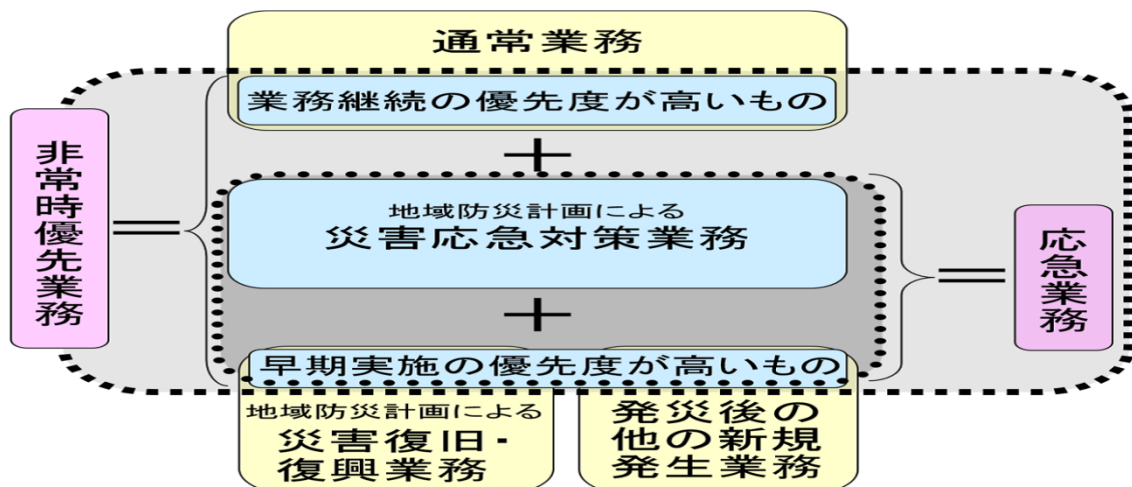 通常業務
業務継続の優先度が高いもの
＋
非常時優先業務
＝
地域防災計画による
災害応急対策業務
＝
応急業務
＋
早期実施の優先度が高いもの
地域防災計画による
災害復旧・
復興業務
発災後の
他の新規
発生業務